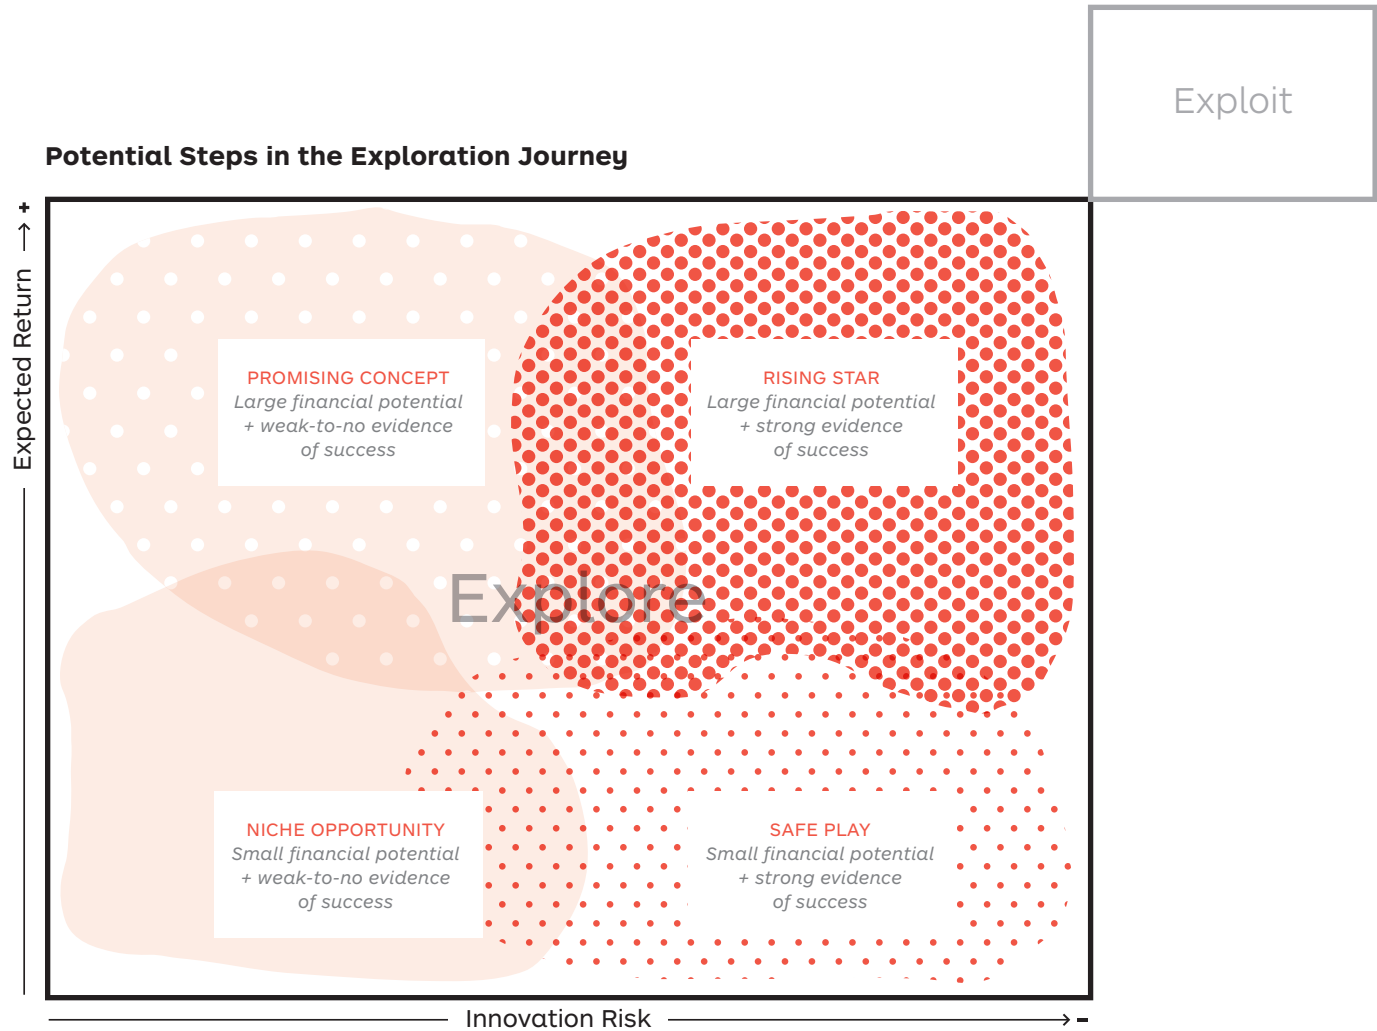 Exploit
Potential Steps in the Exploration Journey
+
Expected Return
PROMISING CONCEPT
Large financial potential
+ weak-to-no evidence
of success
RISING STAR
Large financial potential
+ strong evidence
of success
Explore
NICHE OPPORTUNITY
Small financial potential
+ weak-to-no evidence
of success
SAFE PLAY
Small financial potential
+ strong evidence
of success
Innovation Risk
-